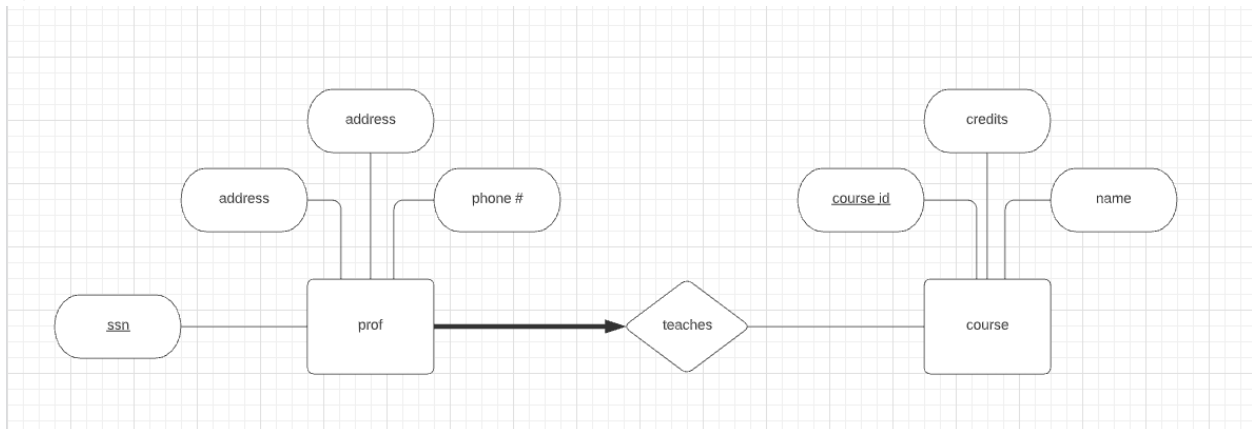 address
credits
address
phone #
course id
name
ssn
prof
teaches
course